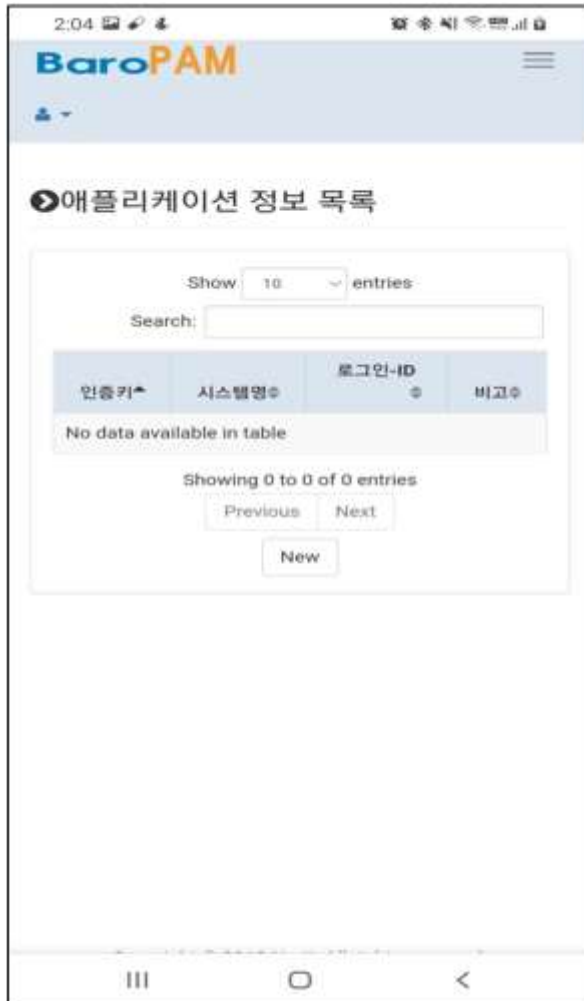 2:04
BaroPAM
애플리케이션 정보 목록
Show 10 entries
Search:
인증키 시스템명 로그인-ID 비고
No data available in table
Showing 0 to 0 of 0 entries
Previous Next
New